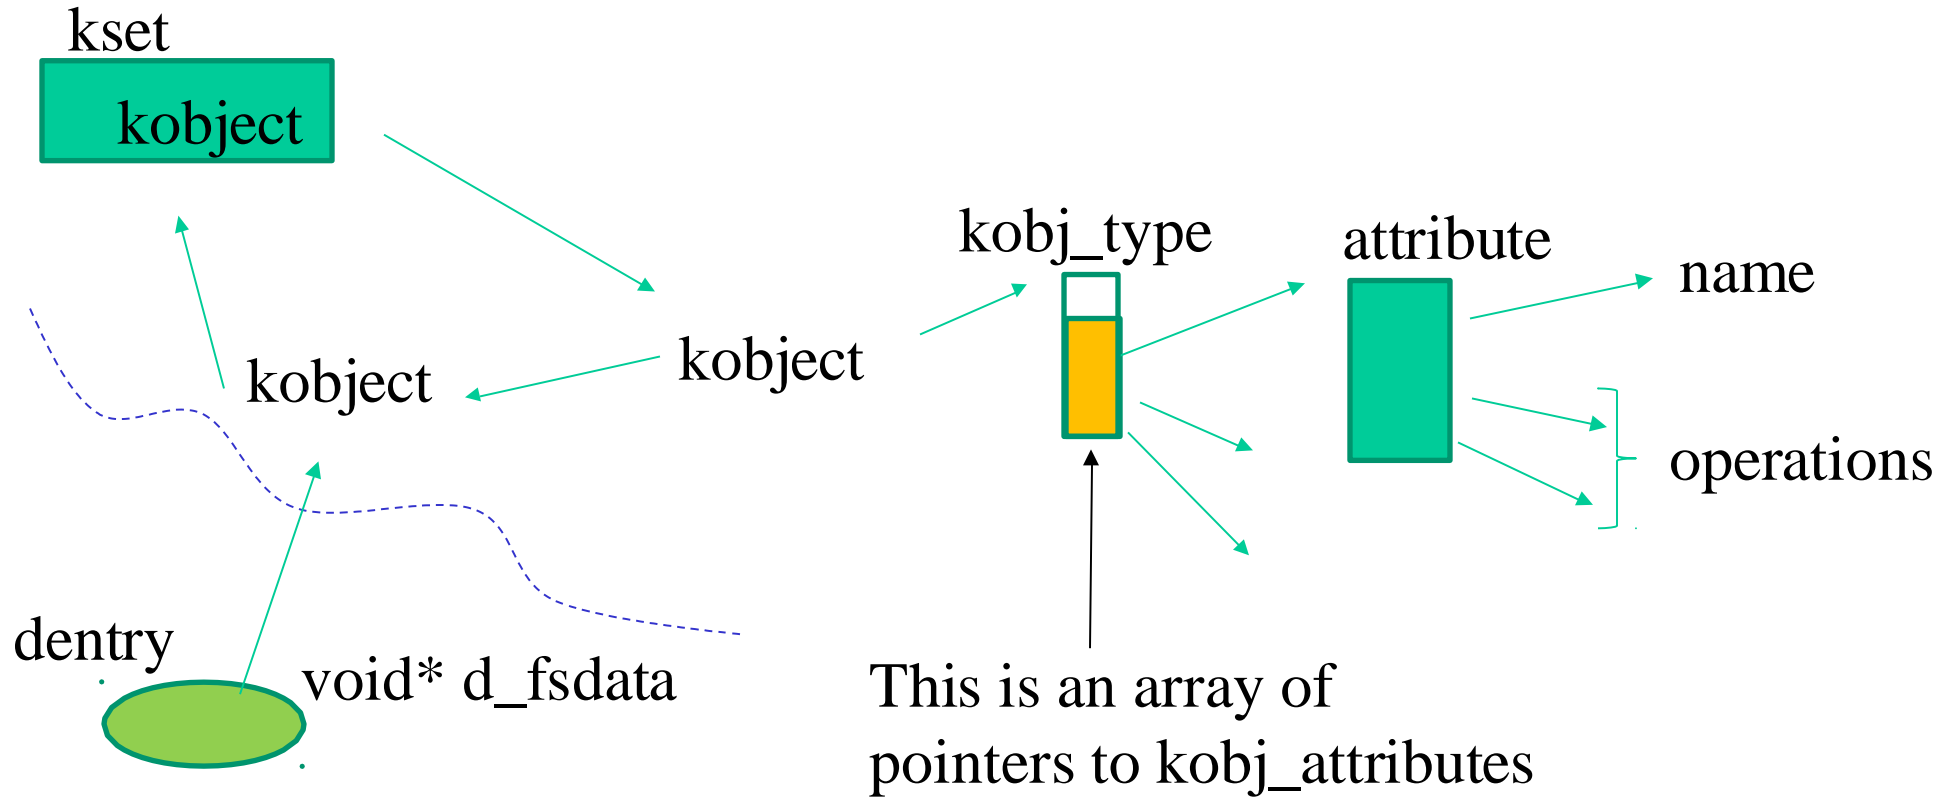 kset
kobject
kobj_type
attribute
name
kobject
kobject
operations
dentry
void* d_fsdata
This is an array of
pointers to kobj_attributes